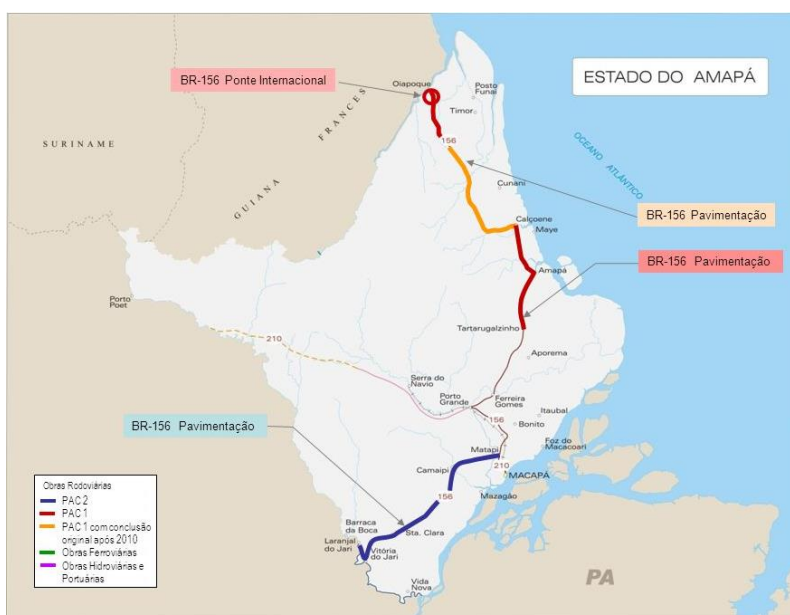 ESTADO DO AMAPÁ
BR-156 Ponte Internacional
Oiapoque
Posto
Funai
Timor
156
SURINAME
GUIANA FRANCES
OCEANO ATLÂNTICO
Cunani
BR-156 Pavimentação
Calçoene
Maye
BR-156 Pavimentação
Amapá
Porto
Poet
Tartarugalzinho
210
Aporema
Serra do
Navio
Porto
Grande
Ferreira
Gomes
Itaubal
156
Bonito
BR-156 Pavimentação
Foz do
Macacoari
Matapi
210
Camaipi
MACAPÁ
Mazagão
156
Obras Rodoviárias
PAC 2
PAC 1
PAC 1 com conclusão
original após 2010
Obras Ferroviárias
Obras Hidroviárias e
Portuárias
Barraca
da Boca
Sta. Clara
Laranjal
do Jari
Vitória
do Jari
Vida
Nova
PA